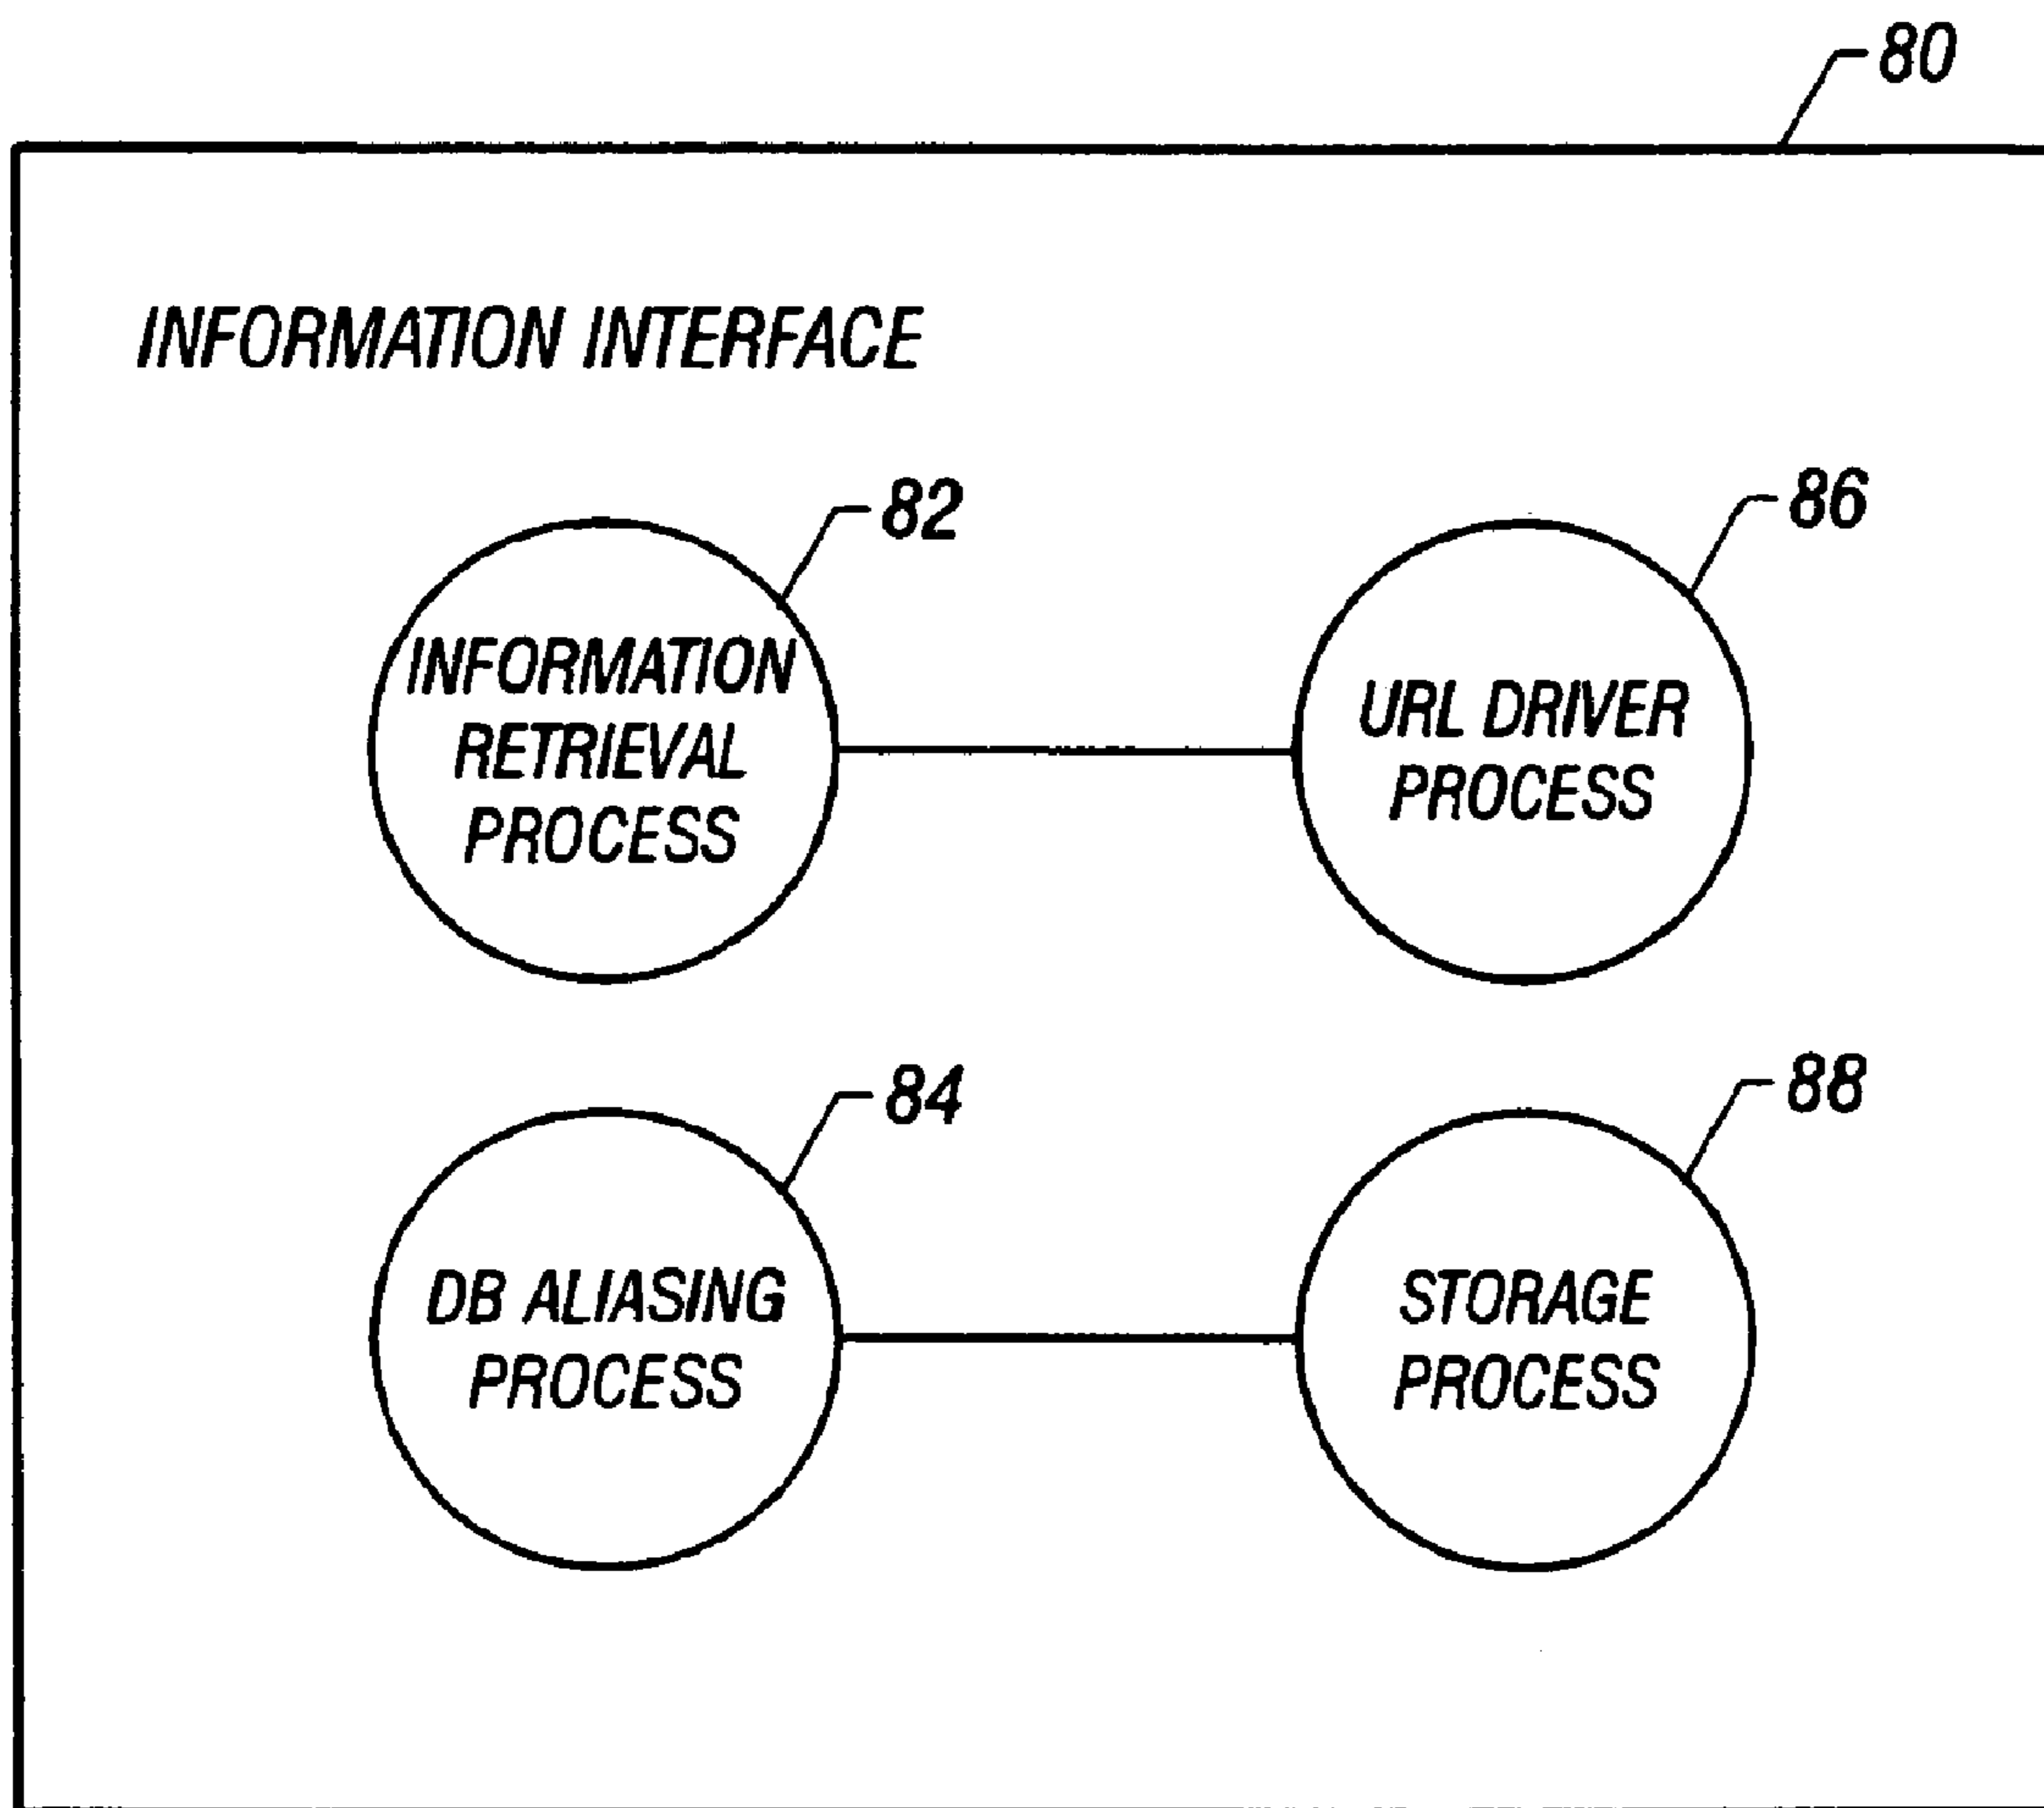 80
INFORMATION INTERFACE
82
INFORMATION
RETRIEVAL
PROCESS
86
URL DRIVER
PROCESS
84
DB ALIASING
PROCESS
88
STORAGE
PROCESS